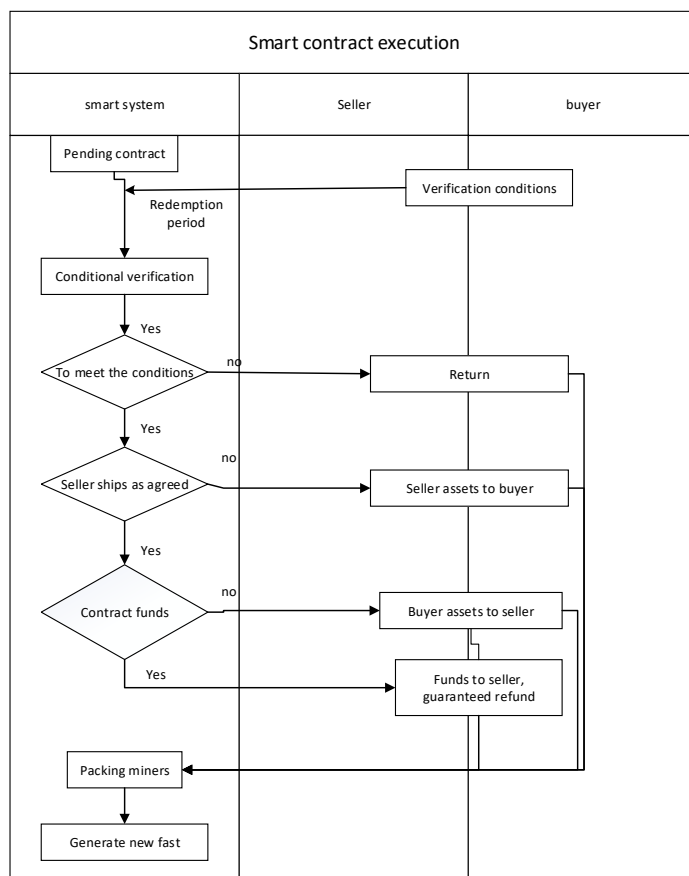 Smart contract execution
smart system
Seller
buyer
Pending contract
Verification conditions
Redemption
period
Conditional verification
Yes
To meet the conditions
no
Return
Yes
Seller ships as agreed
no
Seller assets to buyer
Yes
Contract funds
no
Buyer assets to seller
Yes
Funds to seller,
guaranteed refund
Packing miners
Generate new fast